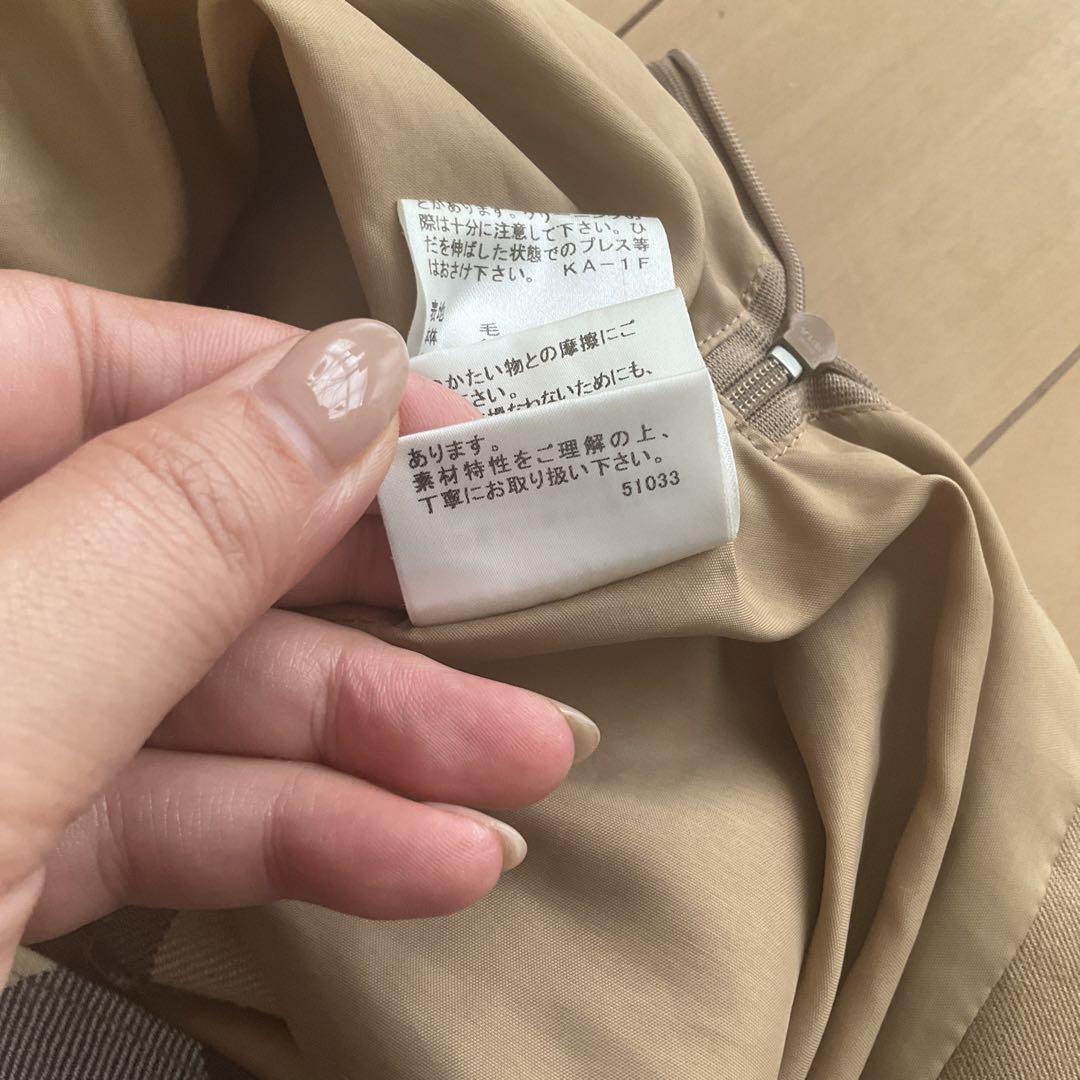 とがあります。クリーニングの
際は十分に注意して下さい。ひ
だを伸ばした状態でのプレス等
はおさけ下さい。 KA-1F
表地
毛
かたい物との摩擦にご
さい。
損なわないためにも、
あります。
素材特性をご理解の上、
丁寧にお取り扱い下さい。
51033